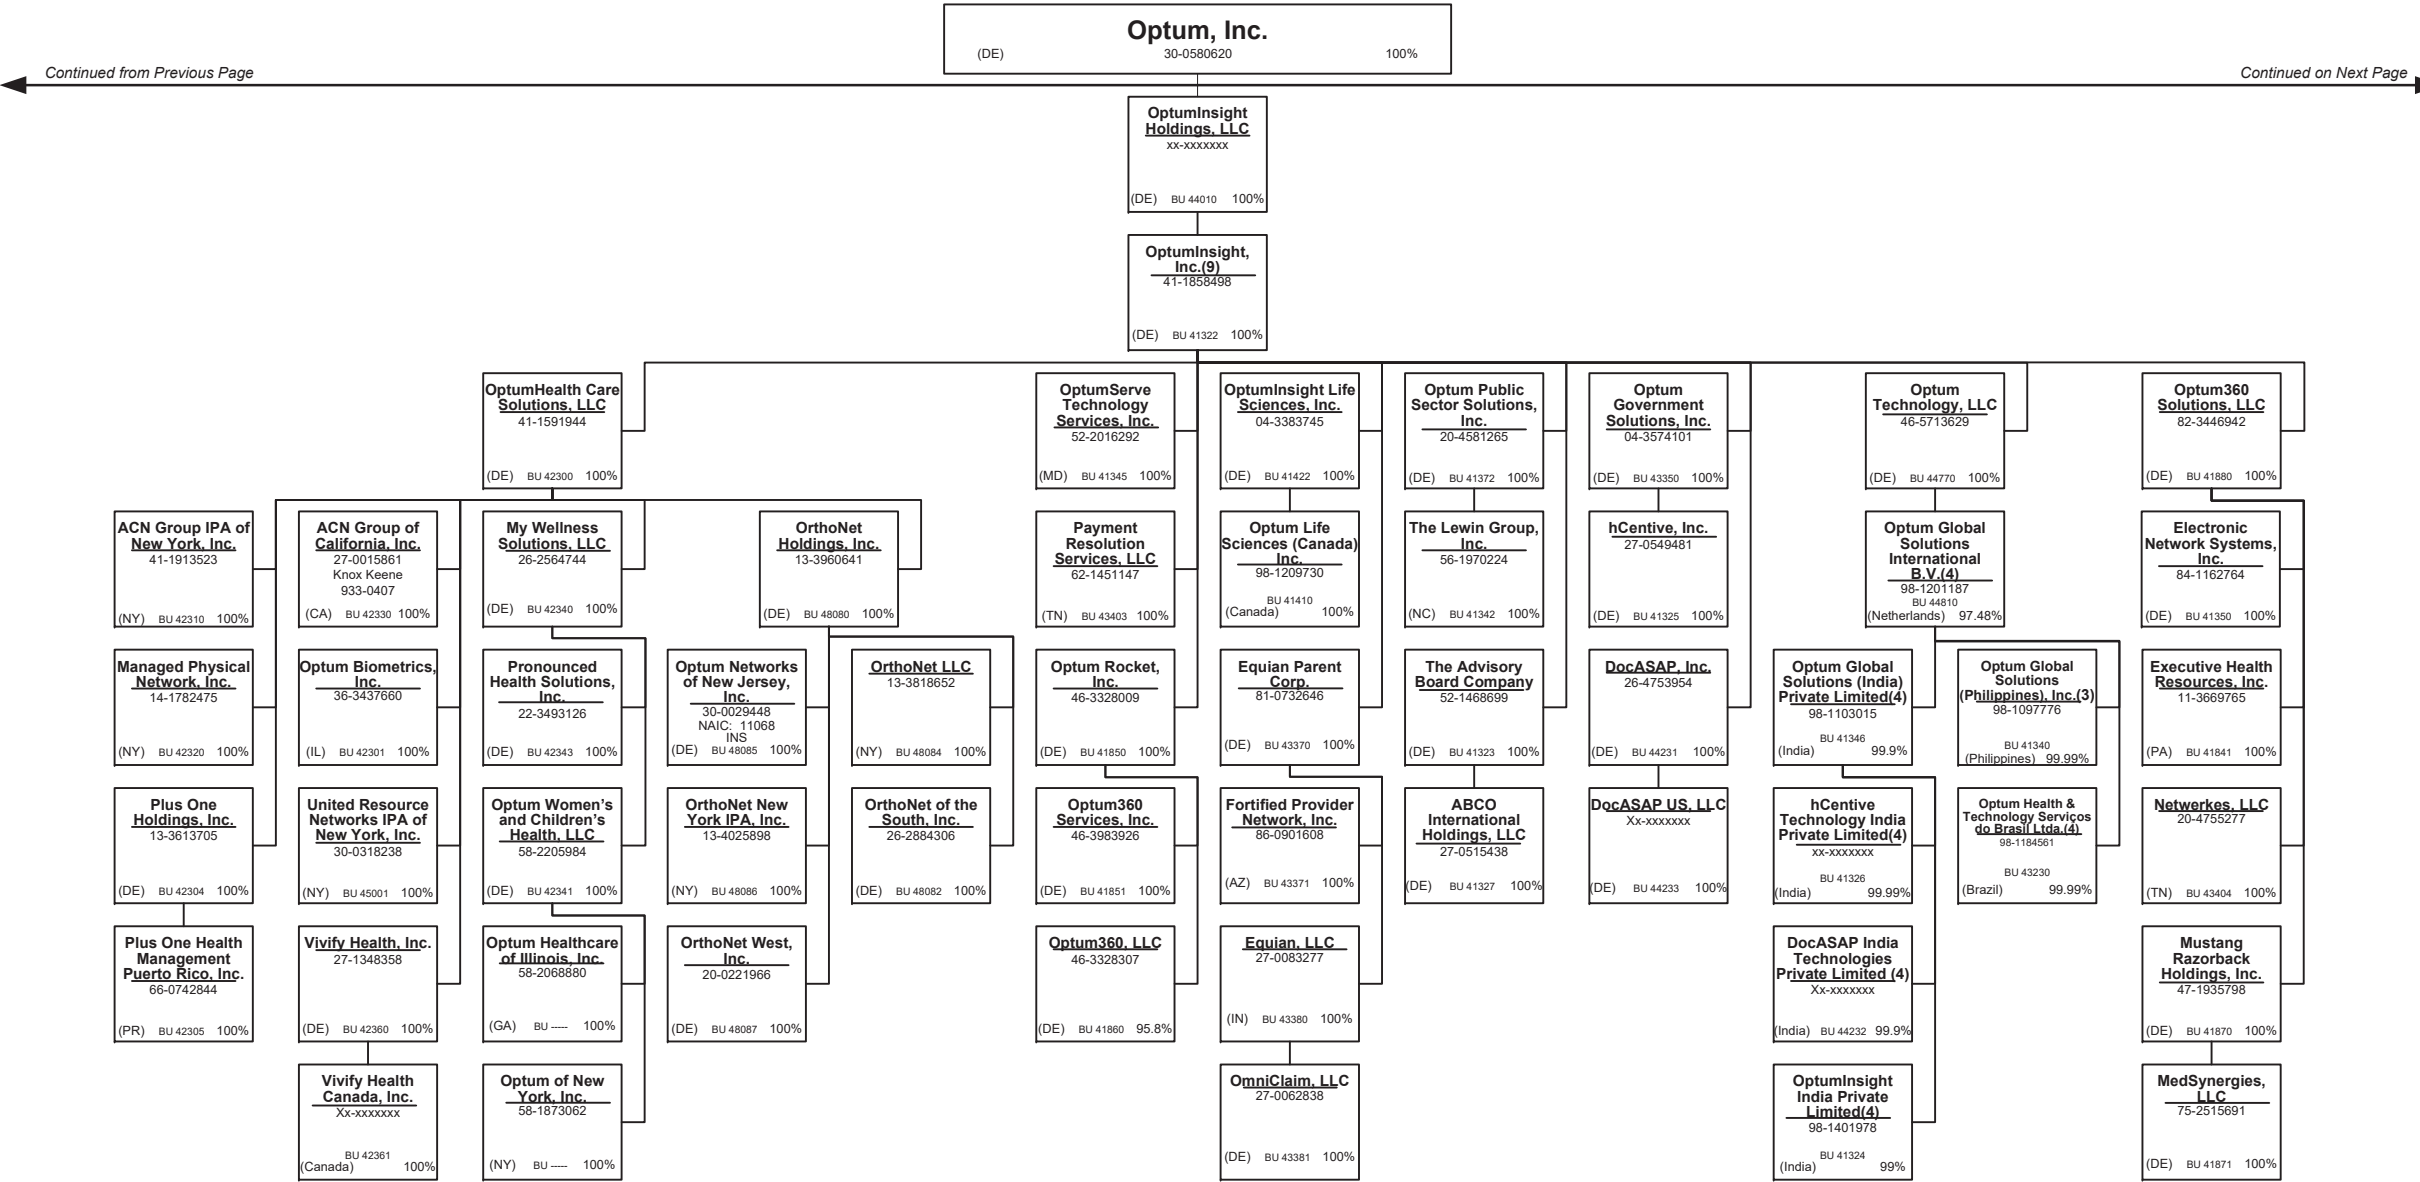 Optum, Inc.
(DE) 30-0580620 100%
Continued from Previous Page
Continued on Next Page
OptumInsight
Holdings, LLC
xx-xxxxxxx
(DE) BU 44010 100%
OptumInsight,
Inc.(9)
41-1858498
(DE) BU 41322 100%
OptumHealth Care
Solutions, LLC
41-1591944
(DE) BU 42300 100%
OptumServe
Technology
Services, Inc.
52-2016292
(MD) BU 41345 100%
OptumInsight Life
Sciences, Inc.
04-3383745
(DE) BU 41422 100%
Optum Public
Sector Solutions,
Inc.
20-4581265
(DE) BU 41372 100%
Optum
Government
Solutions, Inc.
04-3574101
(DE) BU 43350 100%
Optum
Technology, LLC
46-5713629
(DE) BU 44770 100%
Optum360
Solutions, LLC
82-3446942
(DE) BU 41880 100%
ACN Group IPA of
New York, Inc.
41-1913523
(NY) BU 42310 100%
ACN Group of
California, Inc.
27-0015861
Knox Keene
933-0407
(CA) BU 42330 100%
My Wellness
Solutions, LLC
26-2564744
(DE) BU 42340 100%
OrthoNet
Holdings, Inc.
13-3960641
(DE) BU 48080 100%
Payment
Resolution
Services, LLC
62-1451147
(TN) BU 43403 100%
Optum Life
Sciences (Canada)
Inc.
98-1209730
BU 41410
(Canada) 100%
The Lewin Group,
Inc.
56-1970224
(NC) BU 41342 100%
hCentive, Inc.
27-0549481
(DE) BU 41325 100%
Optum Global
Solutions
International
B.V.(4)
98-1201187
BU 44810
(Netherlands) 97.48%
Electronic
Network Systems,
Inc.
84-1162764
(DE) BU 41350 100%
Managed Physical
Network, Inc.
14-1782475
(NY) BU 42320 100%
Optum Biometrics,
Inc.
36-3437660
(IL) BU 42301 100%
Pronounced
Health Solutions,
Inc.
22-3493126
(DE) BU 42343 100%
Optum Networks
of New Jersey,
Inc.
30-0029448
NAIC: 11068
INS
(DE) BU 48085 100%
OrthoNet LLC
13-3818652
(NY) BU 48084 100%
Optum Rocket,
Inc.
46-3328009
(DE) BU 41850 100%
Equian Parent
Corp.
81-0732646
(DE) BU 43370 100%
The Advisory
Board Company
52-1468699
(DE) BU 41323 100%
DocASAP, Inc.
26-4753954
(DE) BU 44231 100%
Optum Global
Solutions (India)
Private Limited(4)
98-1103015
BU 41346
(India) 99.9%
Optum Global
Solutions
(Philippines), Inc.(3)
98-1097776
BU 41340
(Philippines) 99.99%
Executive Health
Resources, Inc.
11-3669765
(PA) BU 41841 100%
Plus One
Holdings, Inc.
13-3613705
(DE) BU 42304 100%
United Resource
Networks IPA of
New York, Inc.
30-0318238
(NY) BU 45001 100%
Optum Women's
and Children's
Health, LLC
58-2205984
(DE) BU 42341 100%
OrthoNet New
York IPA, Inc.
13-4025898
(NY) BU 48086 100%
OrthoNet of the
South, Inc.
26-2884306
(DE) BU 48082 100%
Optum360
Services, Inc.
46-3983926
(DE) BU 41851 100%
Fortified Provider
Network, Inc.
86-0901608
(AZ) BU 43371 100%
ABCO
International
Holdings, LLC
27-0515438
(DE) BU 41327 100%
DocASAP US, LLC
Xx-xxxxxxx
(DE) BU 44233 100%
hCentive
Technology India
Private Limited(4)
xx-xxxxxxx
BU 41326
(India) 99.99%
Optum Health &
Technology Serviços
do Brasil Ltda.(4)
98-1184561
BU 43230
(Brazil) 99.99%
Netwerkes, LLC
20-4755277
(TN) BU 43404 100%
Plus One Health
Management
Puerto Rico, Inc.
66-0742844
(PR) BU 42305 100%
Vivify Health, Inc.
27-1348358
(DE) BU 42360 100%
Optum Healthcare
of Illinois, Inc.
58-2068880
(GA) BU ----- 100%
OrthoNet West,
Inc.
20-0221966
(DE) BU 48087 100%
Optum360, LLC
46-3328307
(DE) BU 41860 95.8%
Equian, LLC
27-0083277
(IN) BU 43380 100%
DocASAP India
Technologies
Private Limited (4)
Xx-xxxxxxx
(India) BU 44232 99.9%
Mustang
Razorback
Holdings, Inc.
47-1935798
(DE) BU 41870 100%
Vivify Health
Canada, Inc.
Xx-xxxxxxx
BU 42361
(Canada) 100%
Optum of New
York, Inc.
58-1873062
(NY) BU ----- 100%
OmniClaim, LLC
27-0062838
(DE) BU 43381 100%
OptumInsight
India Private
Limited(4)
98-1401978
BU 41324
(India) 99%
MedSynergies,
LLC
75-2515691
(DE) BU 41871 100%